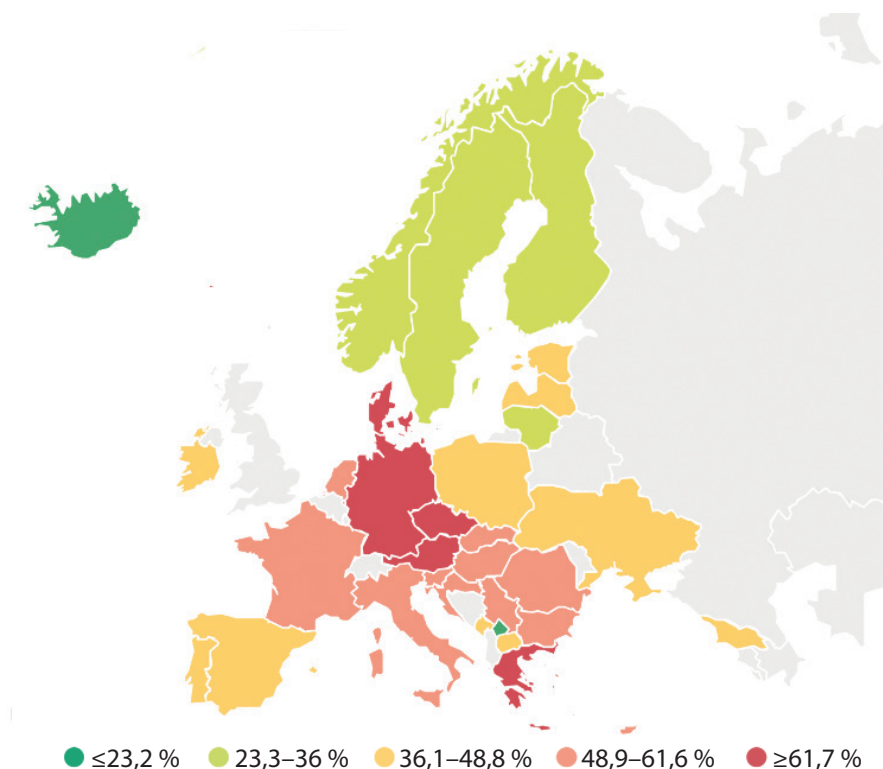 ≤23,2 % 23,3–36 % 36,1–48,8 % 48,9–61,6 % ≥61,7 %